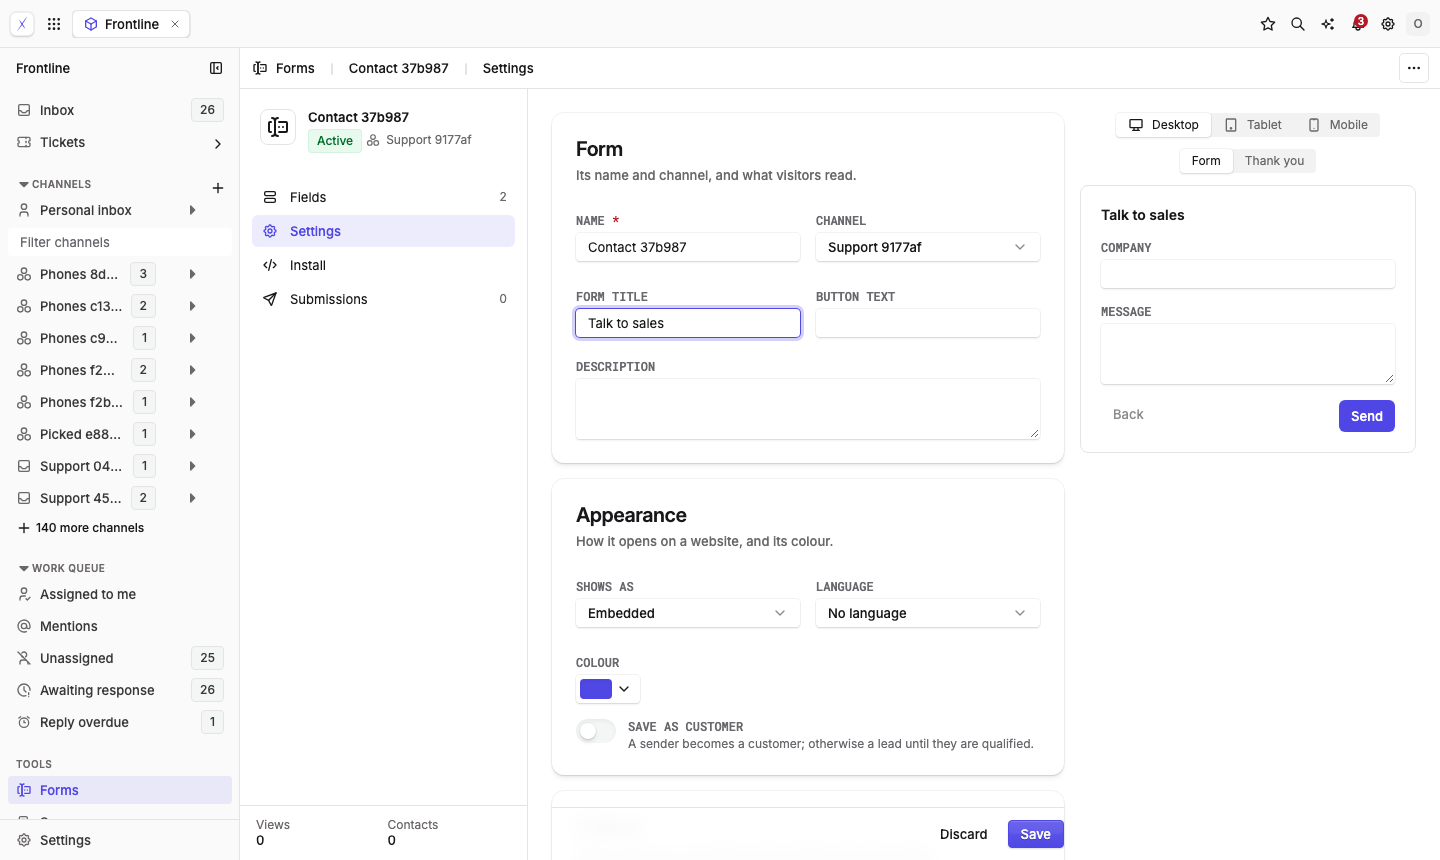 Frontline
3
O
Frontline
Inbox 26
Tickets
CHANNELS
Personal inbox
Filter channels
Phones 8d... 3
Phones c13... 2
Phones c9... 1
Phones f2... 2
Phones f2b... 1
Picked e88... 1
Support 04... 1
Support 45... 2
140 more channels
WORK QUEUE
Assigned to me
Mentions
Unassigned 25
Awaiting response 26
Reply overdue 1
TOOLS
Forms
Settings
Forms | Contact 37b987 | Settings
Contact 37b987
Active Support 9177af
Fields 2
Settings
Install
Submissions 0
Views Contacts
0 0
Form
Its name and channel, and what visitors read.
NAME * CHANNEL
Contact 37b987 Support 9177af
FORM TITLE BUTTON TEXT
Talk to sales
DESCRIPTION
Appearance
How it opens on a website, and its colour.
SHOWS AS LANGUAGE
Embedded No language
COLOUR
SAVE AS CUSTOMER
A sender becomes a customer; otherwise a lead until they are qualified.
Discard Save
Desktop Tablet Mobile
Form Thank you
Talk to sales
COMPANY
MESSAGE
Back Send